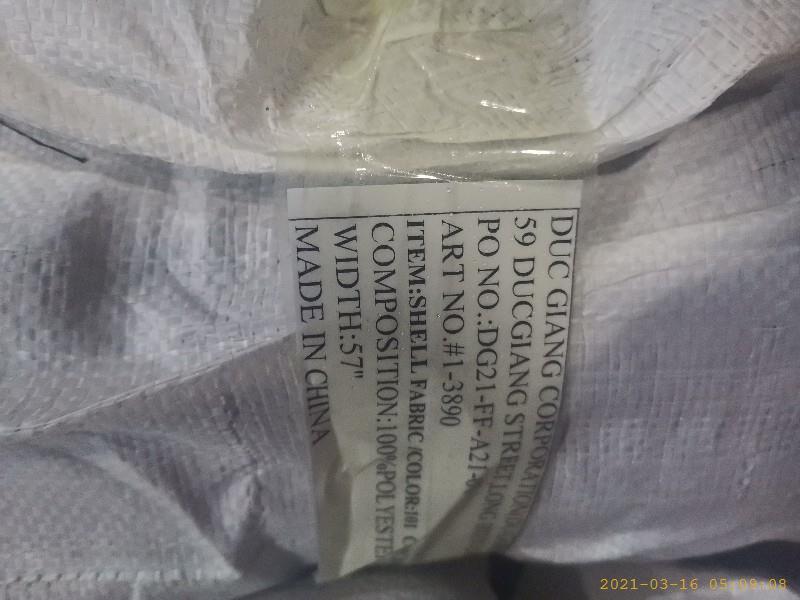 DUC GIANG CORPORATION
59 DUCGIANG STREET LONG
PO NO.:DG21-FF-A21-
ART NO.#1-3890
ITEM:SHELL FABRIC /COLOR:101
COMPOSITION:100%POLYESTE
WIDTH:57"
MADE IN CHINA
2021-03-16 05:09:08